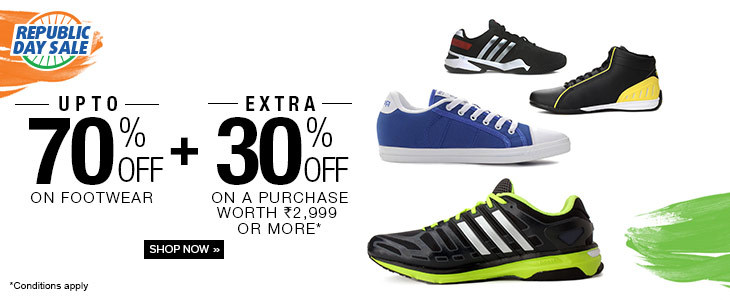 REPUBLIC
DAY SALE
UPTO
70% OFF
ON FOOTWEAR
+
EXTRA
30% OFF
ON A PURCHASE
WORTH ₹2,999
OR MORE*
SHOP NOW »
*Conditions apply